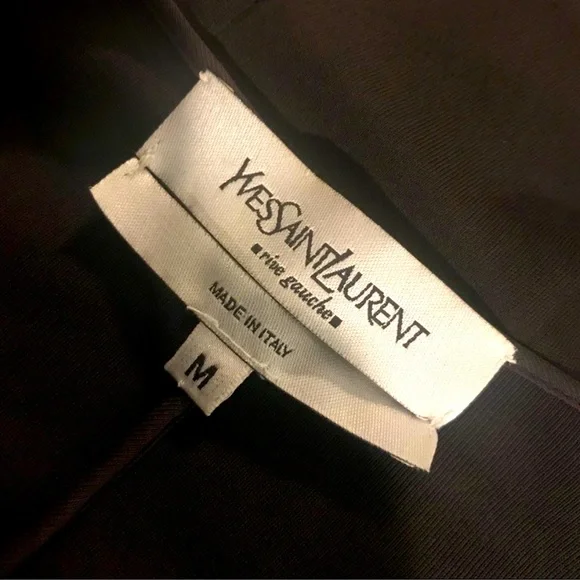 YVESSAINTLAURENT
rive gauche
MADE IN ITALY
M